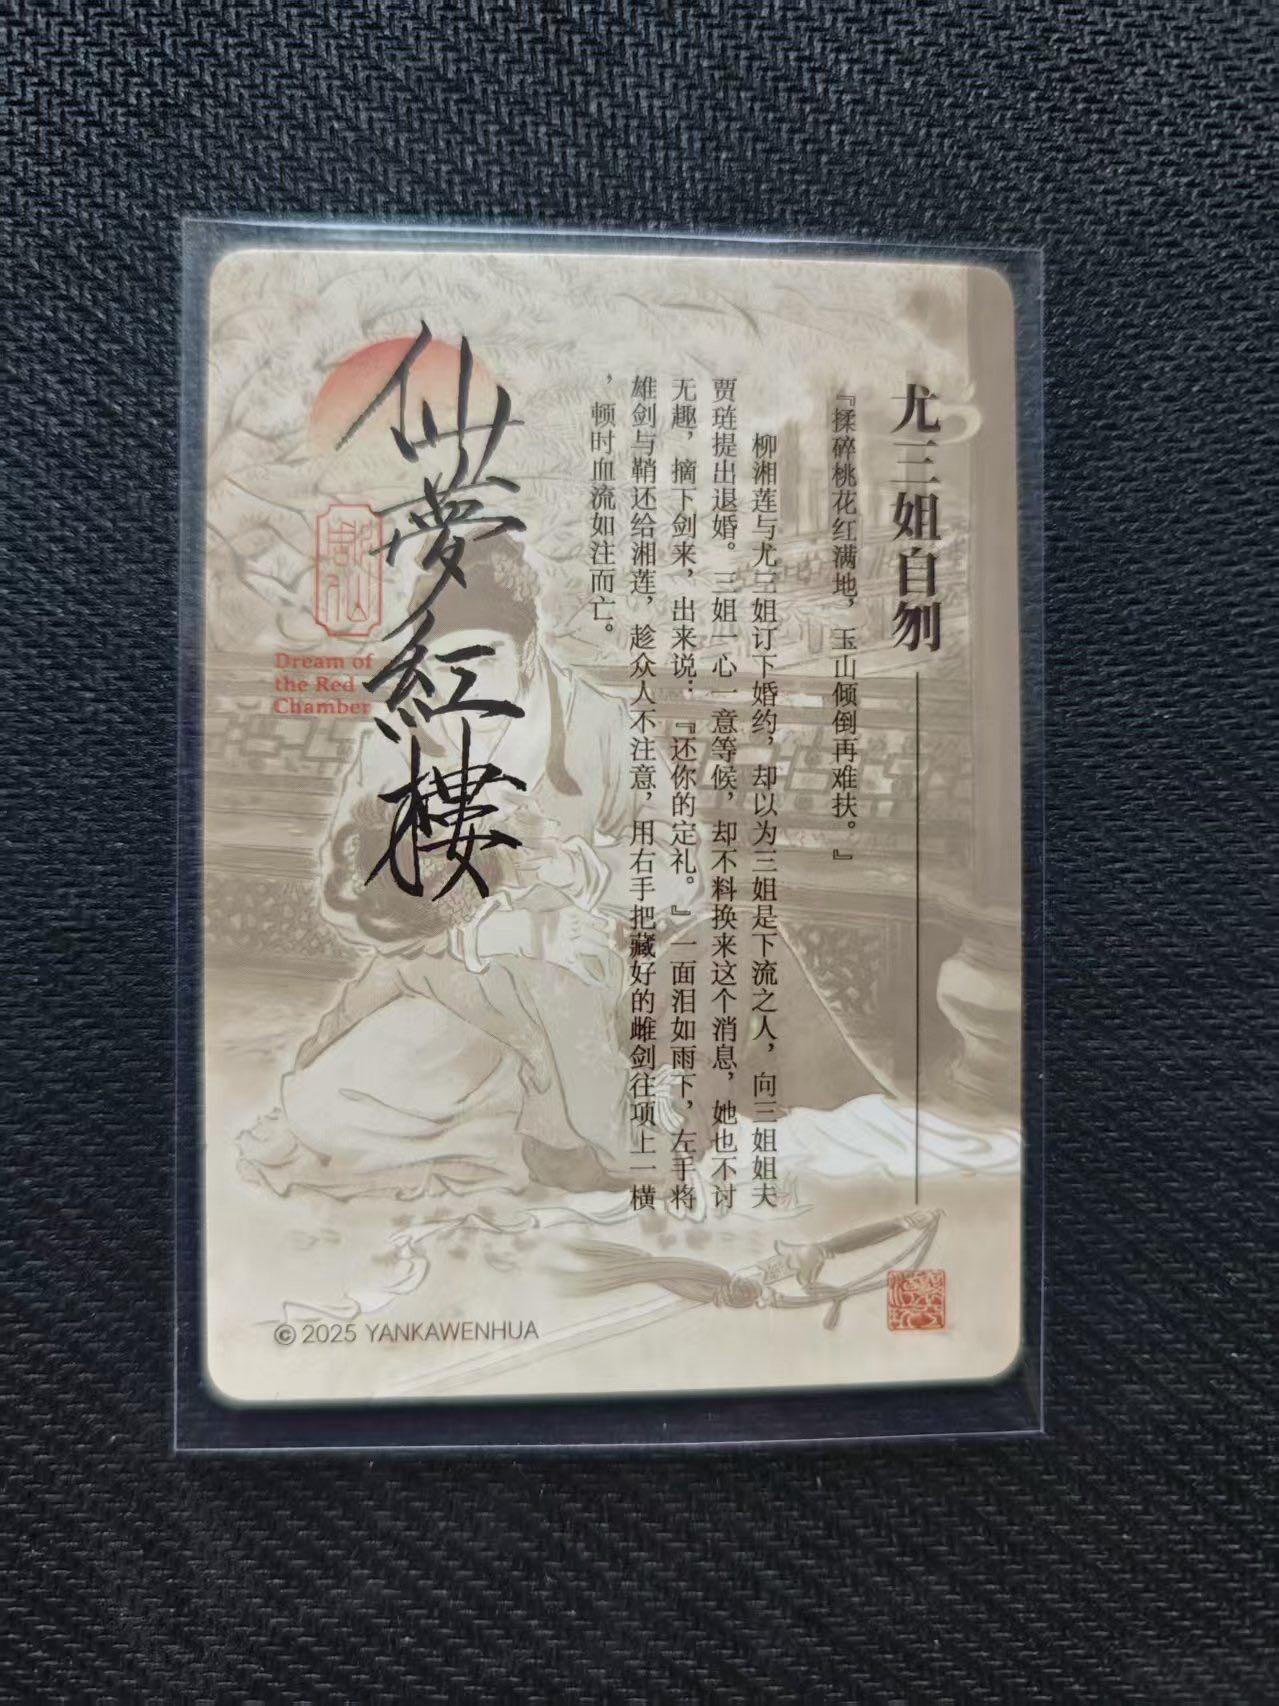 尤三姐自刎
『揉碎桃花红满地，玉山倾倒再难扶。』
柳湘莲与尤三姐订下婚约，却以为三姐是下流之人，向三姐姐夫
贾琏提出退婚。三姐一心一意等候，却不料换来这个消息，她也不讨
无趣，摘下剑来，出来说：『还你的定礼。』一面泪如雨下，左手将
雄剑与鞘还给湘莲，趁众人不注意，用右手把藏好的雌剑往项上一横
，顿时血流如注而亡。
仙夢紅樓
Dream of
the Red
Chamber
© 2025 YANKAWENHUA